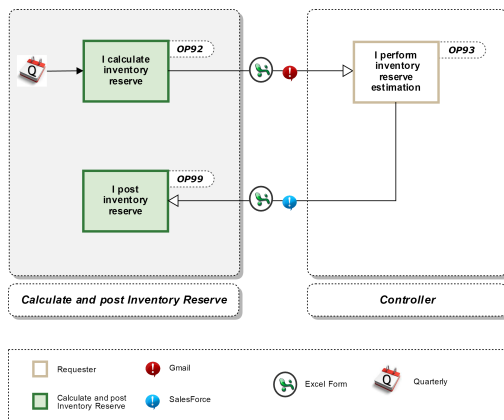 OP92
I calculate
inventory
reserve
Q
OP93
I perform
inventory
reserve
estimation
OP99
I post
inventory
reserve
Calculate and post Inventory Reserve
Controller
Requester
Gmail
Excel Form
Q
Quarterly
Calculate and post
Inventory Reserve
SalesForce